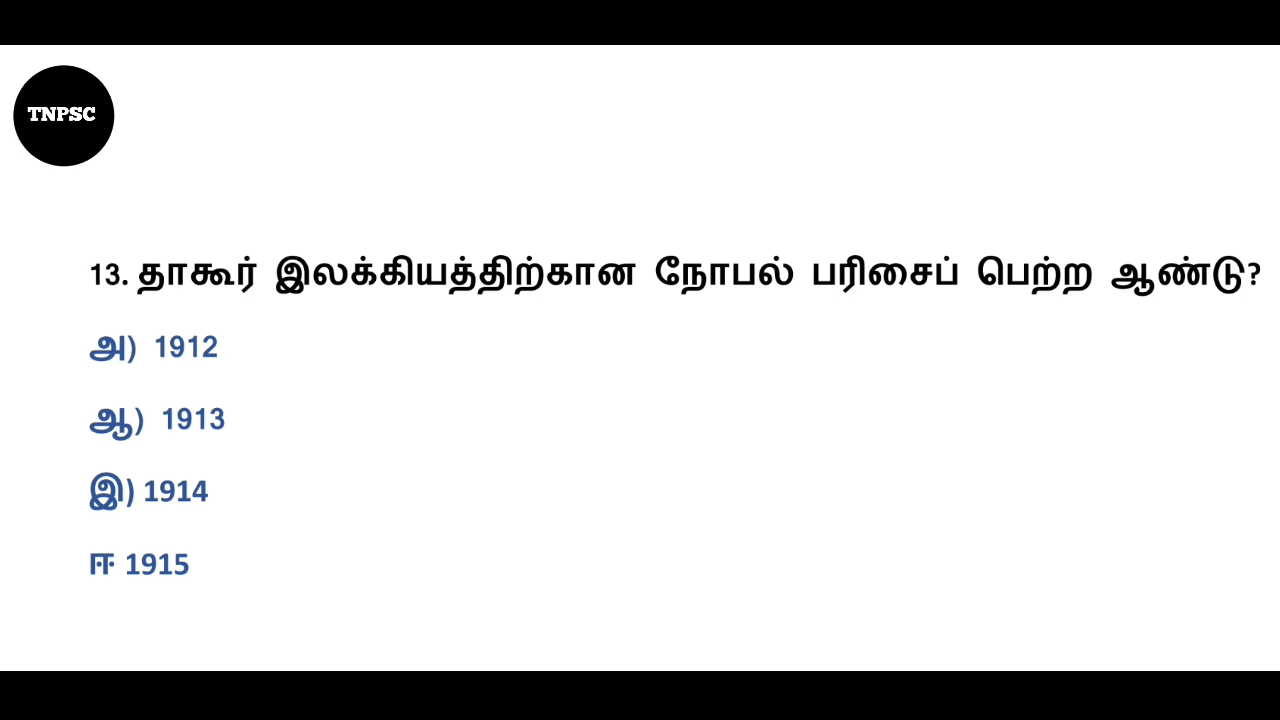 TNPSC
13. தாகூர் இலக்கியத்திற்கான நோபல் பரிசைப் பெற்ற ஆண்டு?
அ) 1912
ஆ) 1913
இ) 1914
ஈ 1915